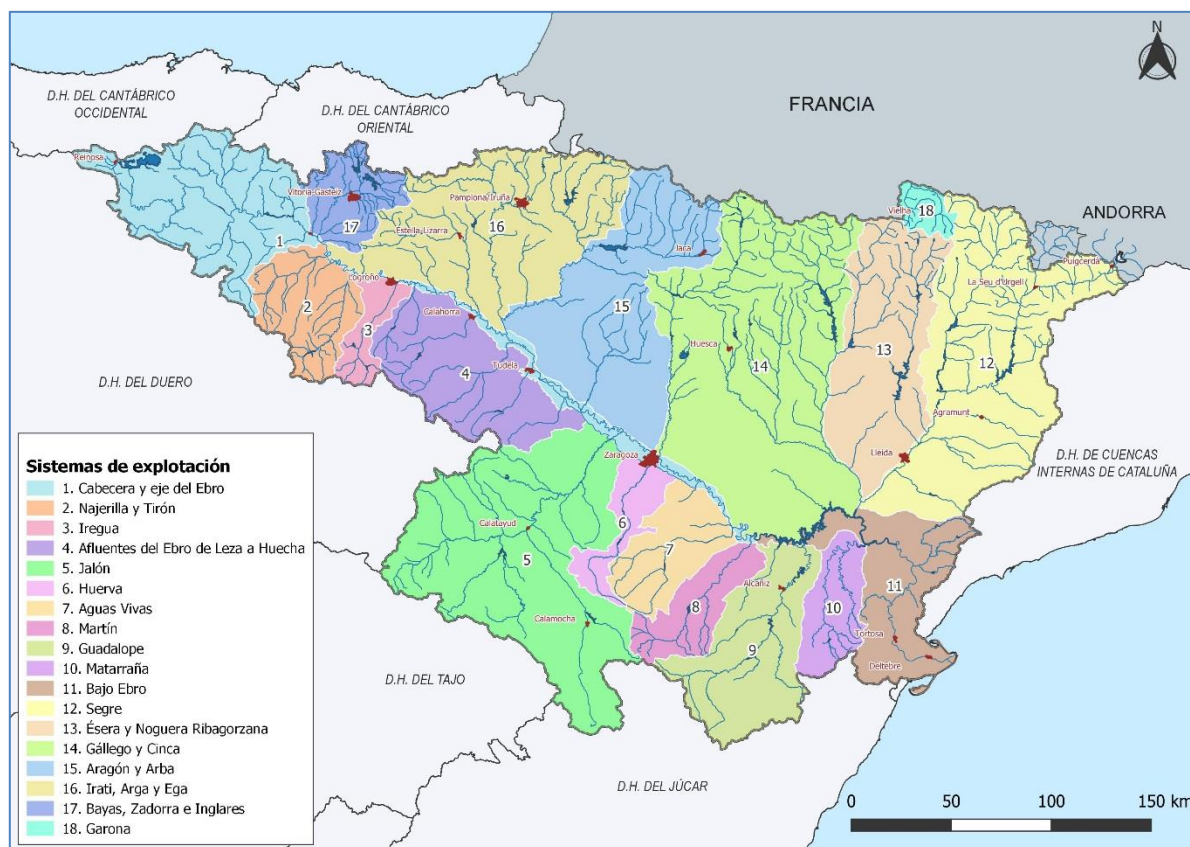 N
D.H. DEL CANTÁBRICO
OCCIDENTAL
D.H. DEL CANTÁBRICO
ORIENTAL
FRANCIA
ANDORRA
Reinosa
Vitoria-Gasteiz
Pamplona/Iruña
Vielha
18
1
17
Estella-Lizarra
16
Jaca
Puigcerda
La Seu d'Urgell
2
Logroño
3
Calahorra
15
Huesca
14
13
12
4
Tudela
Agramunt
D.H. DEL DUERO
Zaragoza
Lleida
D.H. DE CUENCAS
INTERNAS DE CATALUÑA
Calatayud
5
6
7
8
Alcañiz
9
10
11
Calamocha
Tortosa
Deltebre
D.H. DEL TAJO
D.H. DEL JÚCAR
Sistemas de explotación
1. Cabecera y eje del Ebro
2. Najerilla y Tirón
3. Iregua
4. Afluentes del Ebro de Leza a Huecha
5. Jalón
6. Huerva
7. Aguas Vivas
8. Martín
9. Guadalope
10. Matarraña
11. Bajo Ebro
12. Segre
13. Ésera y Noguera Ribagorzana
14. Gállego y Cinca
15. Aragón y Arba
16. Irati, Arga y Ega
17. Bayas, Zadorra e Inglares
18. Garona
0 50 100 150 km